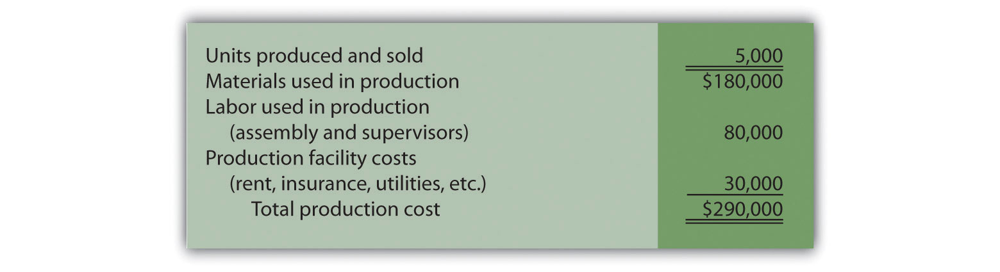 Units produced and sold 5,000
Materials used in production $180,000
Labor used in production
(assembly and supervisors) 80,000
Production facility costs
(rent, insurance, utilities, etc.) 30,000
Total production cost $290,000